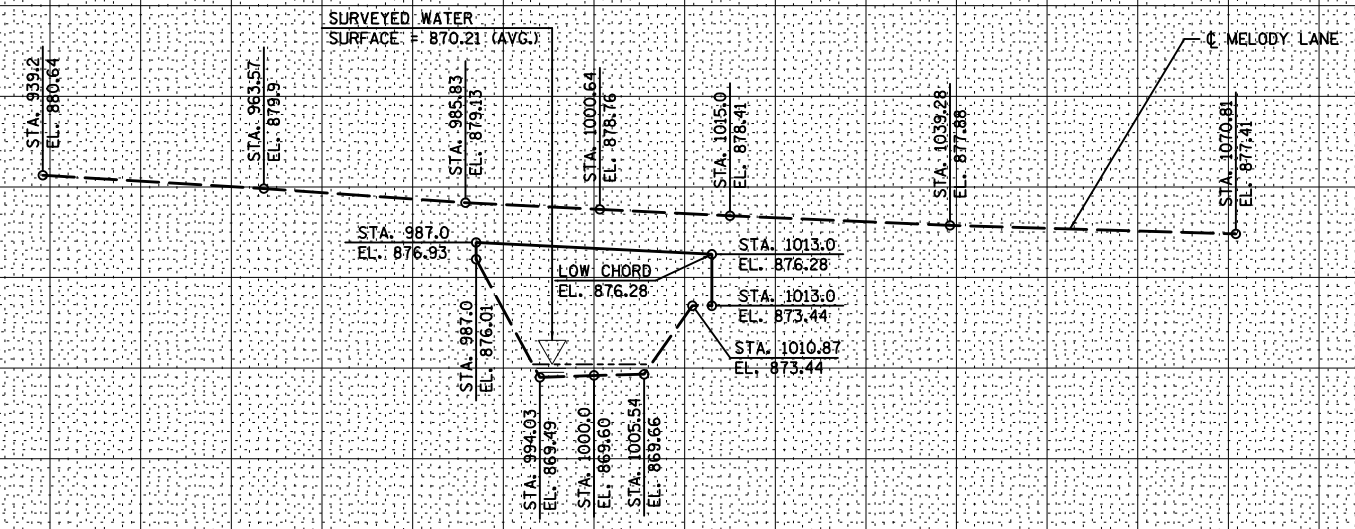 SURVEYED WATER
SURFACE = 870.21 (AVG.)
℄ MELODY LANE
STA. 939.2
EL. 880.64
STA. 963.57
EL. 879.9
STA. 985.83
EL. 879.13
STA. 1000.64
EL. 878.76
STA. 1015.0
EL. 878.41
STA. 1039.28
EL. 877.88
STA. 1070.81
EL. 877.41
STA. 987.0
EL. 876.93
LOW CHORD
EL. 876.28
STA. 1013.0
EL. 876.28
STA. 1013.0
EL. 873.44
STA. 1010.87
EL. 873.44
STA. 987.0
EL. 876.01
STA. 994.03
EL. 869.49
STA. 1000.0
EL. 869.60
STA. 1005.54
EL. 869.66